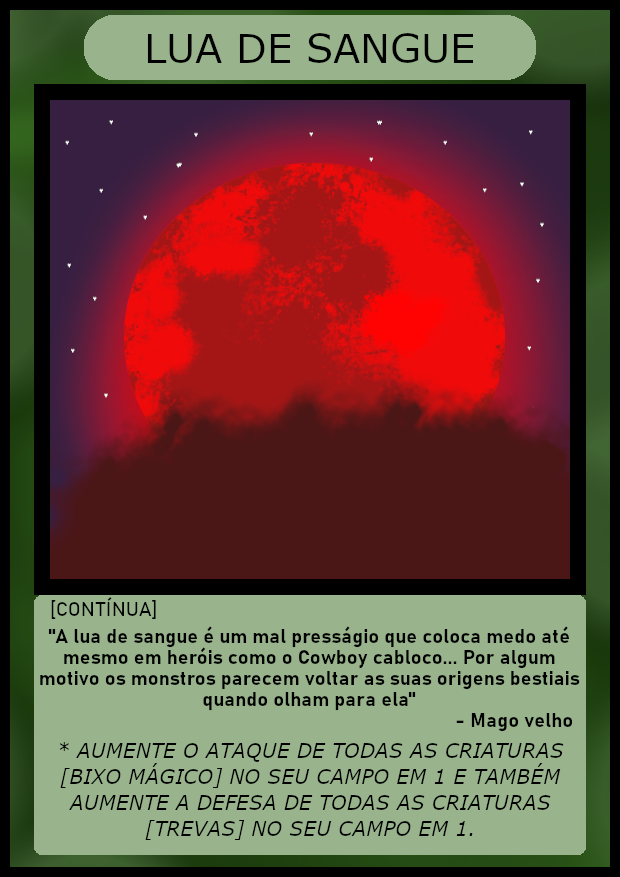 LUA DE SANGUE
[CONTÍNUA]
"A lua de sangue é um mal presságio que coloca medo até
mesmo em heróis como o Cowboy cabloco... Por algum
motivo os monstros parecem voltar as suas origens bestiais
quando olham para ela"
- Mago velho
* AUMENTE O ATAQUE DE TODAS AS CRIATURAS
[BIXO MÁGICO] NO SEU CAMPO EM 1 E TAMBÉM
AUMENTE A DEFESA DE TODAS AS CRIATURAS
[TREVAS] NO SEU CAMPO EM 1.